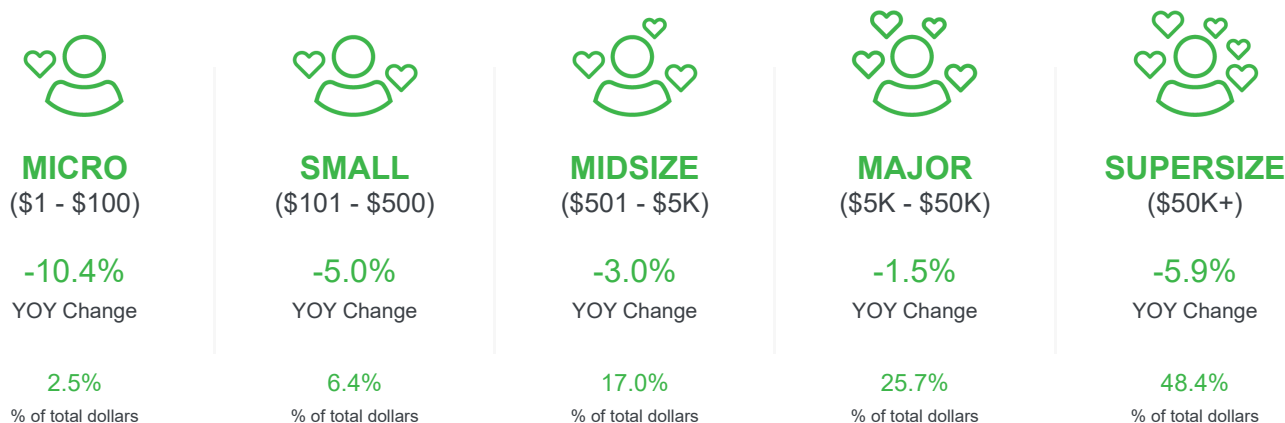 MICRO
($1 - $100)
-10.4%
YOY Change
2.5%
% of total dollars
SMALL
($101 - $500)
-5.0%
YOY Change
6.4%
% of total dollars
MIDSIZE
($501 - $5K)
-3.0%
YOY Change
17.0%
% of total dollars
MAJOR
($5K - $50K)
-1.5%
YOY Change
25.7%
% of total dollars
SUPERSIZE
($50K+)
-5.9%
YOY Change
48.4%
% of total dollars